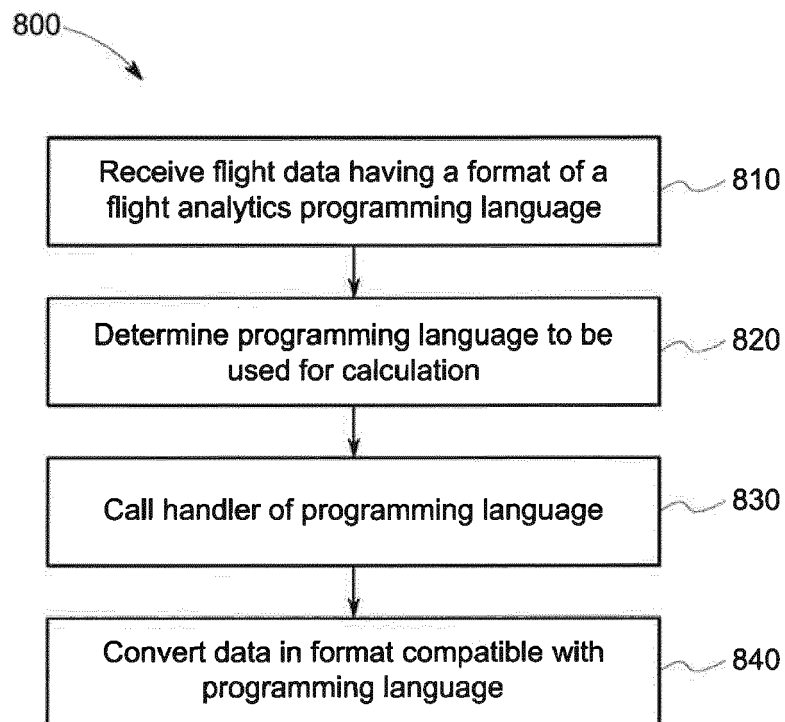 800
Receive flight data having a format of a
flight analytics programming language
810
Determine programming language to be
used for calculation
820
Call handler of programming language
830
Convert data in format compatible with
programming language
840